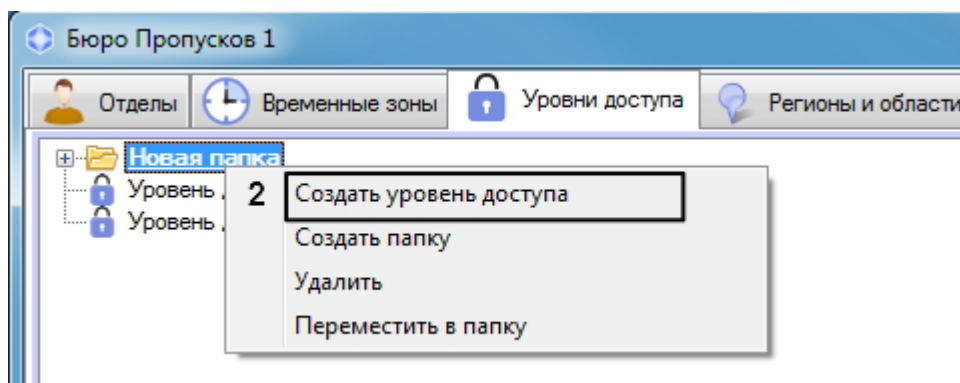 Бюро Пропусков 1
Отделы Временные зоны Уровни доступа Регионы и области
Новая папка
Уровень
Уровень
2 Создать уровень доступа
Создать папку
Удалить
Переместить в папку